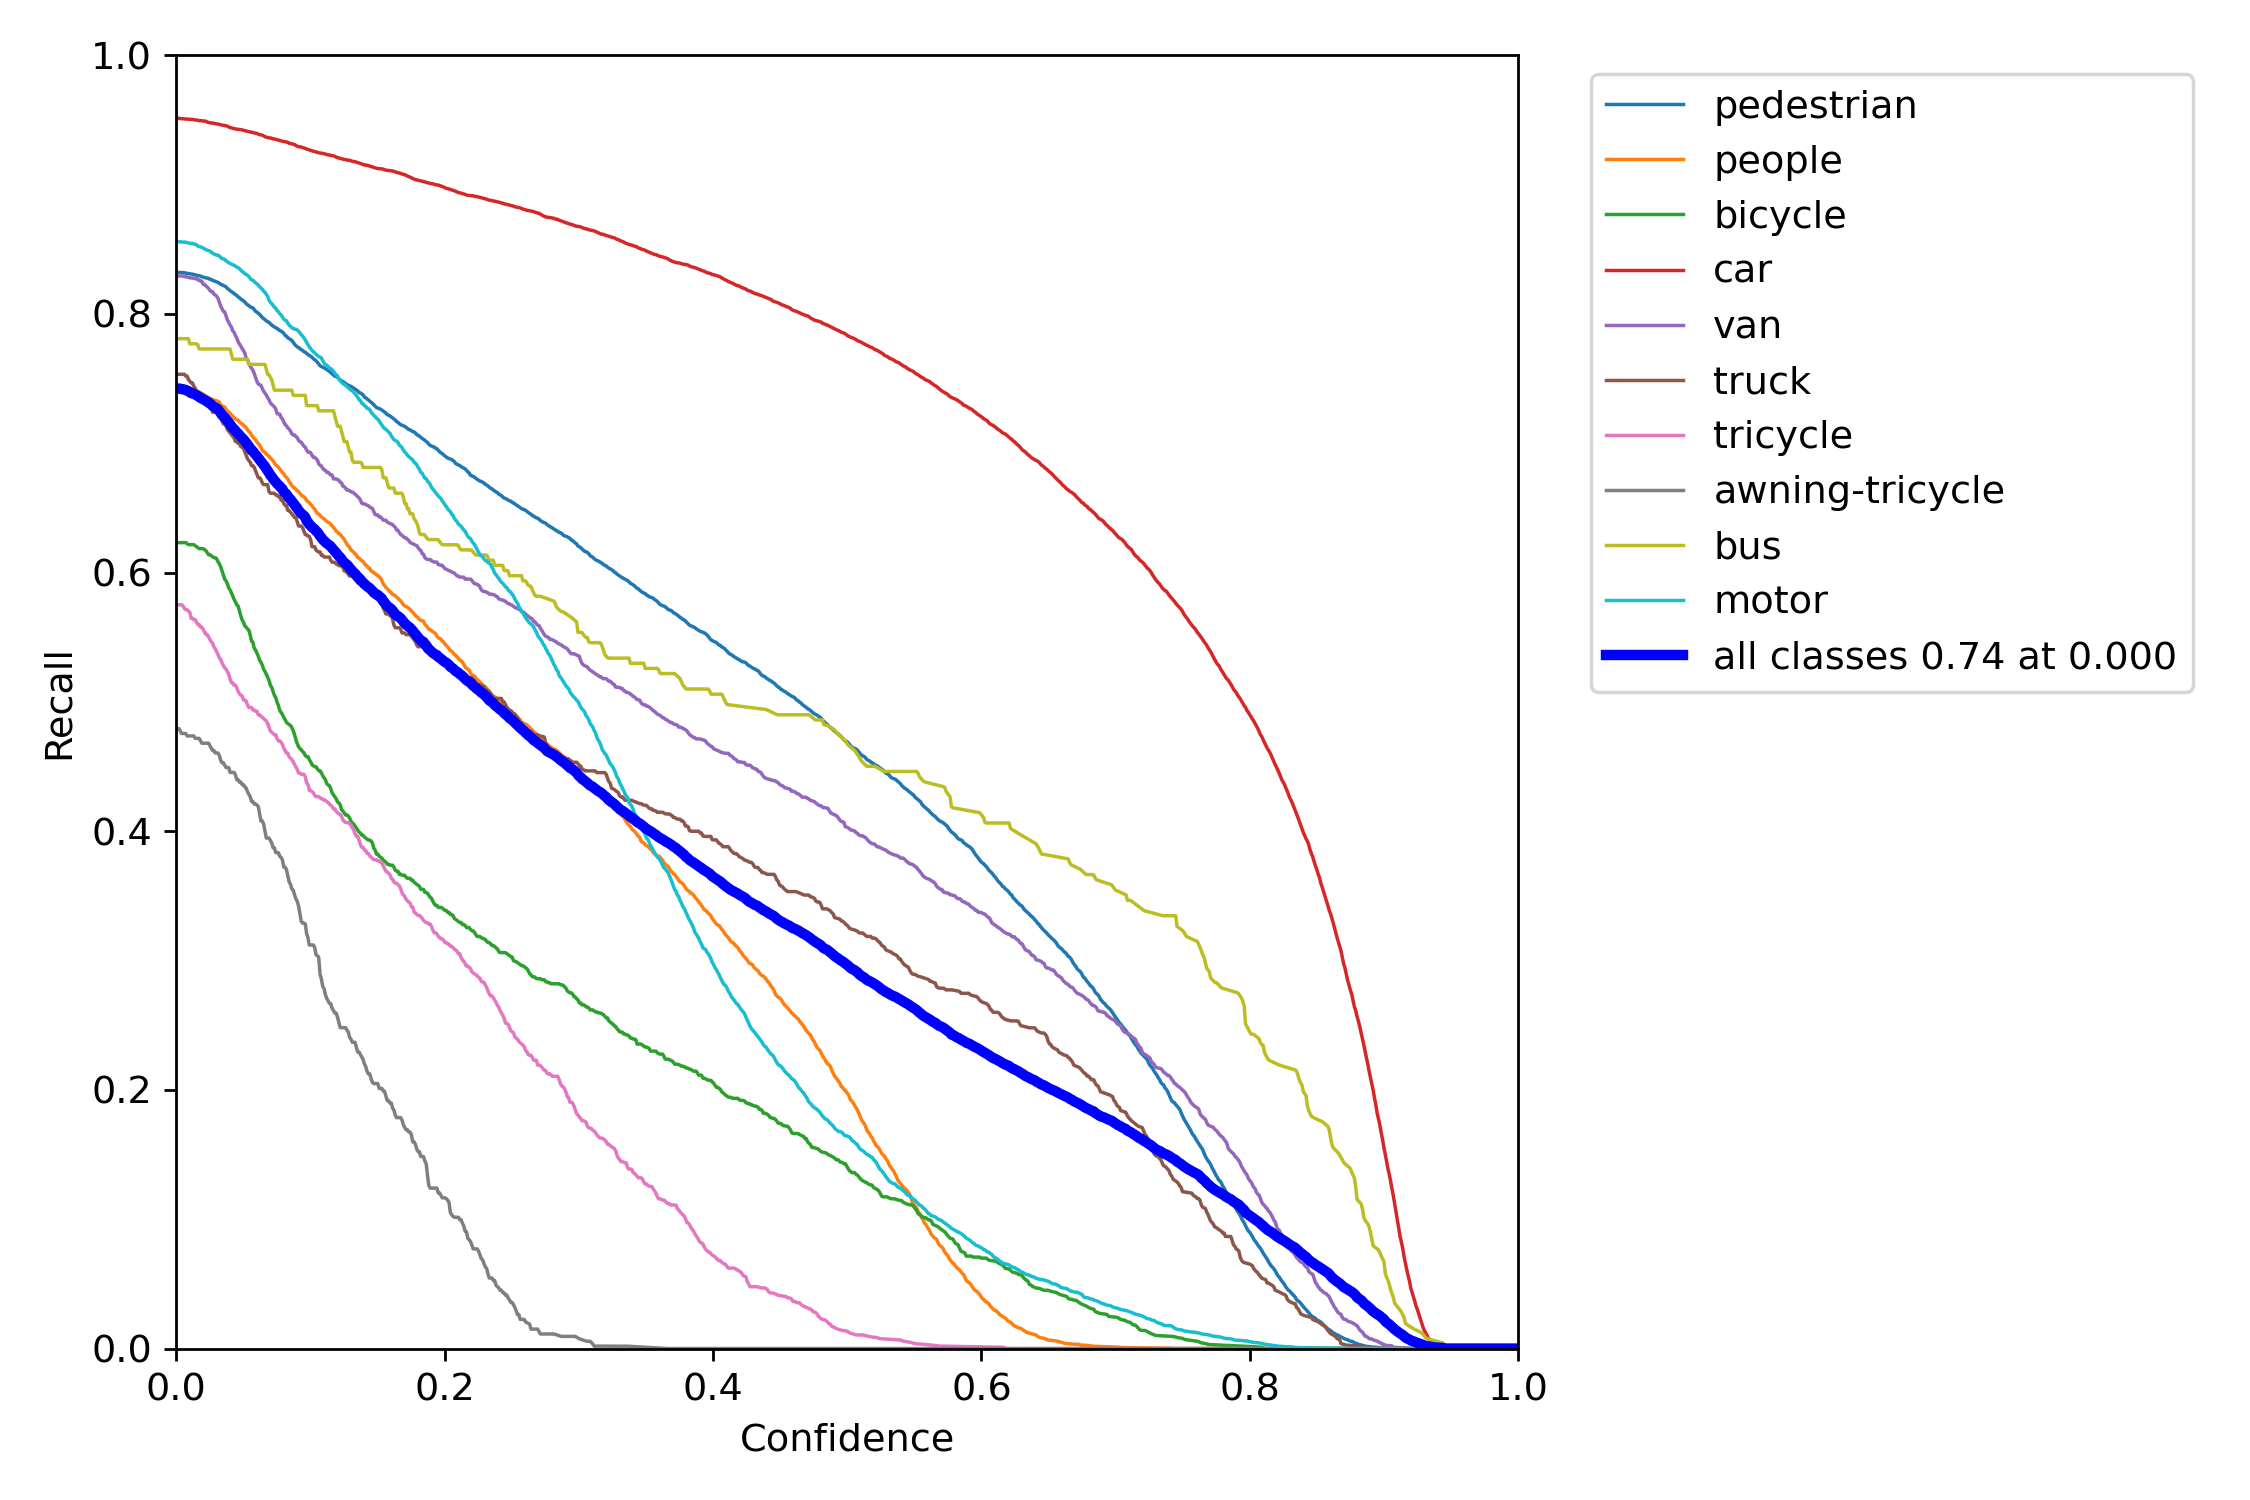 1.0
0.8
0.6
0.4
0.2
0.0
Recall
0.0 0.2 0.4 0.6 0.8 1.0
Confidence
pedestrian
people
bicycle
car
van
truck
tricycle
awning-tricycle
bus
motor
all classes 0.74 at 0.000